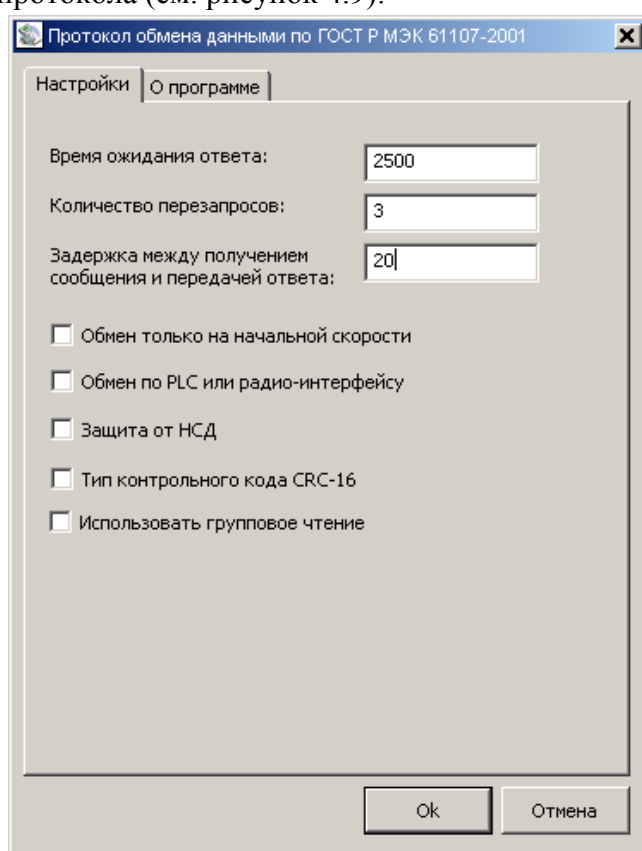 протокола (см. рисунок 4.9).
Протокол обмена данными по ГОСТ Р МЭК 61107-2001
Настройки
О программе
Время ожидания ответа:
2500
Количество перезапросов:
3
Задержка между получением
сообщения и передачей ответа:
20
Обмен только на начальной скорости
Обмен по PLC или радио-интерфейсу
Защита от НСД
Тип контрольного кода CRC-16
Использовать групповое чтение
Ok
Отмена